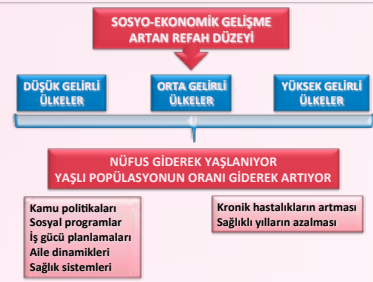 SOSYO-EKONOMİK GELİŞME
ARTAN REFAH DÜZEYİ
DÜŞÜK GELİRLİ
ÜLKELER
ORTA GELİRLİ
ÜLKELER
YÜKSEK GELİRLİ
ÜLKELER
NÜFUS GİDEREK YAŞLANIYOR
YAŞLI POPÜLASYONUN ORANI GİDEREK ARTIYOR
Kamu politikaları
Sosyal programlar
İş gücü planlamaları
Aile dinamikleri
Sağlık sistemleri
Kronik hastalıkların artması
Sağlıklı yılların azalması